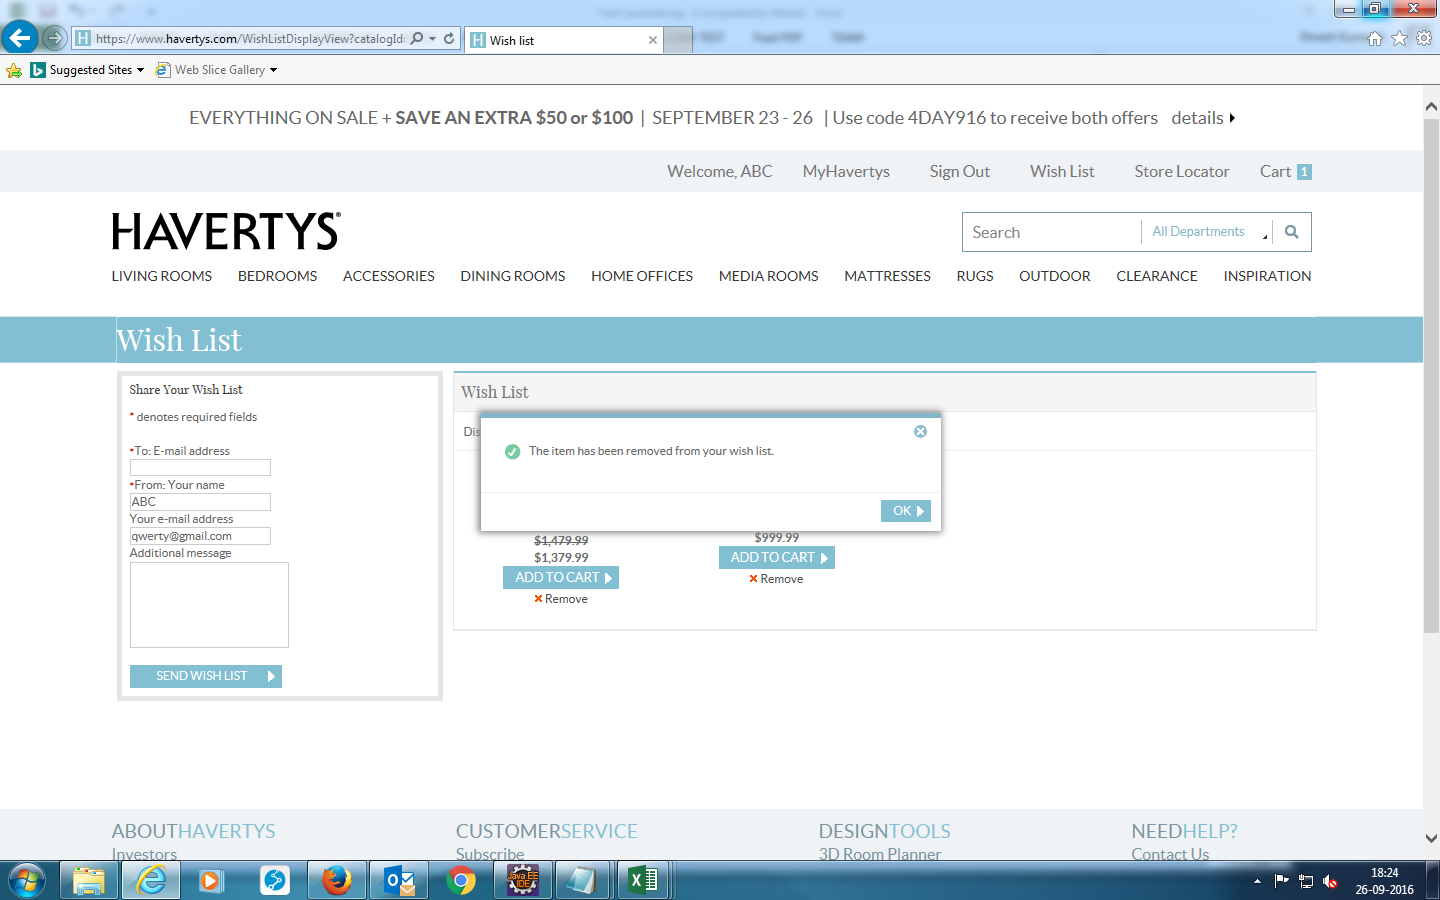 https://www.havertys.com/WishListDisplayView?catalogId=
Wish list
Suggested Sites
Web Slice Gallery
EVERYTHING ON SALE + SAVE AN EXTRA $50 or $100 | SEPTEMBER 23 - 26 | Use code 4DAY916 to receive both offers details
Welcome, ABC
MyHavertys
Sign Out
Wish List
Store Locator
Cart 1
HAVERTYS®
Search
All Departments
LIVING ROOMS BEDROOMS ACCESSORIES DINING ROOMS HOME OFFICES MEDIA ROOMS MATTRESSES RUGS OUTDOOR CLEARANCE INSPIRATION
Wish List
Share Your Wish List
* denotes required fields
*To: E-mail address
*From: Your name
ABC
Your e-mail address
qwerty@gmail.com
Additional message
SEND WISH LIST
Wish List
Dis
The item has been removed from your wish list.
OK
$1,479.99
$1,379.99
ADD TO CART
Remove
$999.99
ADD TO CART
Remove
ABOUTHAVERTYS
Investors
CUSTOMERSERVICE
Subscribe
DESIGNTOOLS
3D Room Planner
NEEDHELP?
Contact Us
Java EE
IDE
18:24
26-09-2016